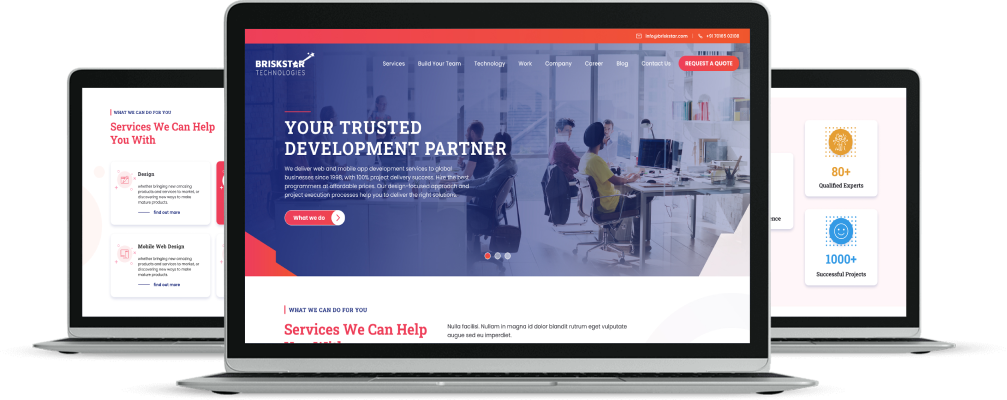 WHAT WE CAN DO FOR YOU
Services We Can Help
You With
Design
whether bringing new amazing
products and services to market, or
discovering new ways to make
mature products.
find out more
Mobile Web Design
whether bringing new amazing
products and services to market, or
discovering new ways to make
mature products.
find out more
info@briskstar.com
BRISKSTAR
TECHNOLOGIES
Services
Build Your Team
Technology
Work
Company
Career
Blog
Contact Us
REQUEST A QUOTE
YOUR TRUSTED
DEVELOPMENT PARTNER
We deliver web and mobile app development services to global
businesses since 1998, with 100% project delivery success. Hire the best
programmers at affordable prices. Our design-focused approach and
project execution processes help you to deliver the right solutions.
What we do
WHAT WE CAN DO FOR YOU
Services We Can Help
Nulla facilisi. Nullam in magna id dolor blandit rutrum eget vulputate
augue sed eu imperdiet.
80+
Qualified Experts
1000+
Successful Projects